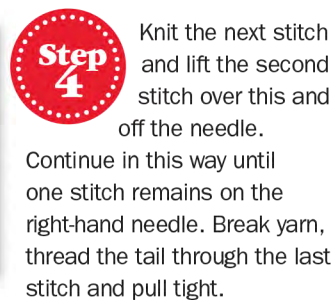 Step
4
Knit the next stitch
and lift the second
stitch over this and
off the needle.
Continue in this way until
one stitch remains on the
right-hand needle. Break yarn,
thread the tail through the last
stitch and pull tight.